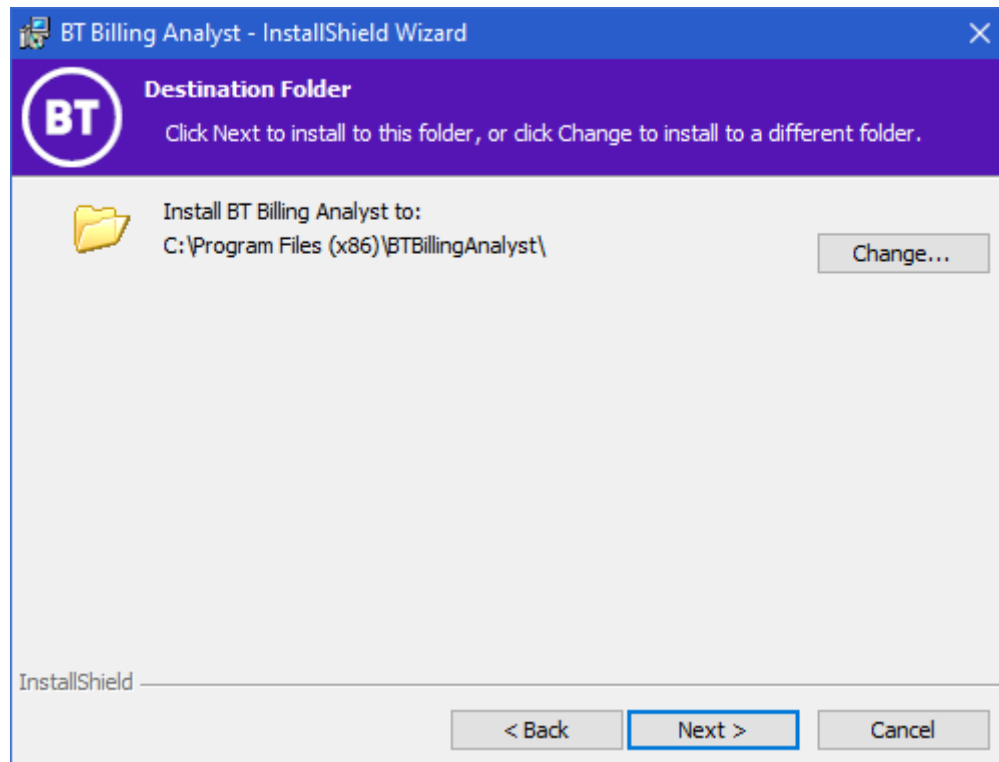 BT Billing Analyst - InstallShield Wizard
BT
Destination Folder
Click Next to install to this folder, or click Change to install to a different folder.
Install BT Billing Analyst to:
C:\Program Files (x86)\BTBillingAnalyst\
Change...
InstallShield
< Back
Next >
Cancel